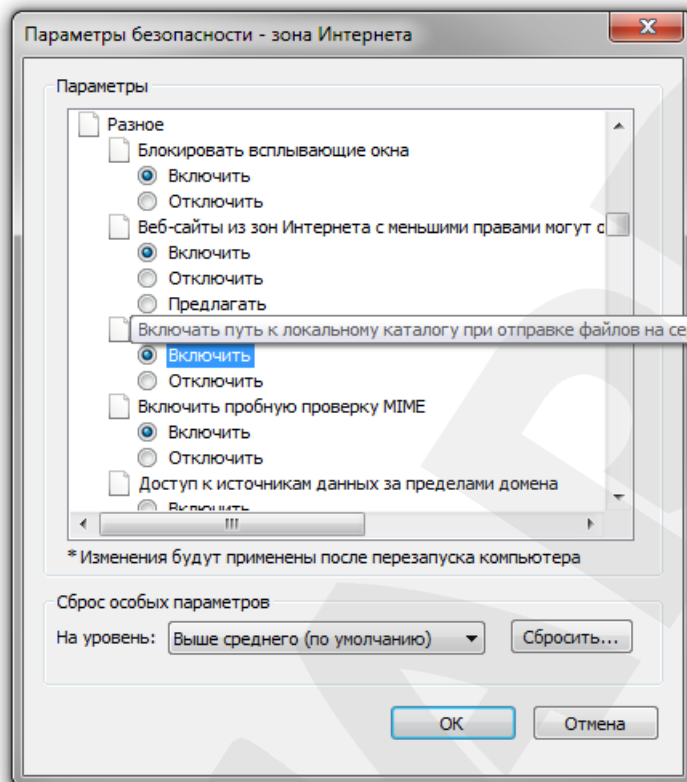 Параметры безопасности - зона Интернета
Параметры
Разное
Блокировать всплывающие окна
Включить
Отключить
Веб-сайты из зон Интернета с меньшими правами могут о
Включить
Отключить
Предлагать
Включать путь к локальному каталогу при отправке файлов на се
Включить
Отключить
Включить пробную проверку MIME
Включить
Отключить
Доступ к источникам данных за пределами домена
Включить
* Изменения будут применены после перезапуска компьютера
Сброс особых параметров
На уровень: Выше среднего (по умолчанию) Сбросить...
OK Отмена